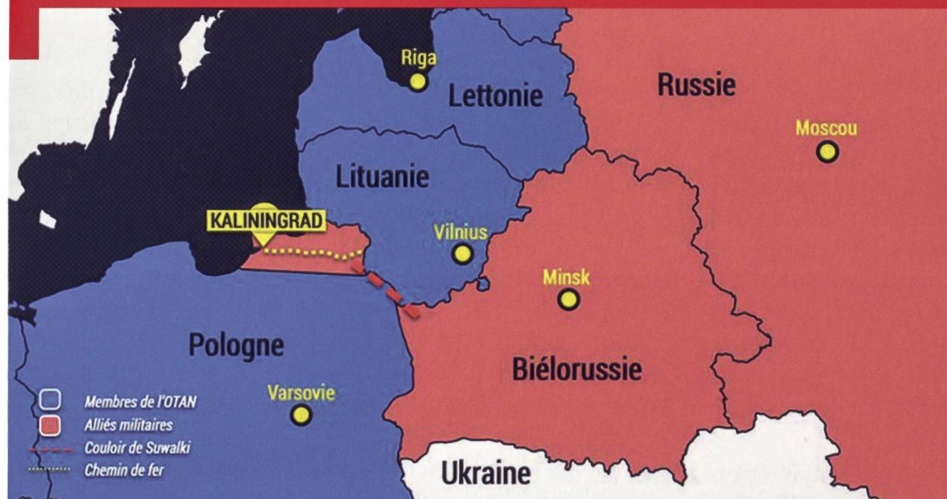 Riga
Lettonie
Russie
Moscou
Lituanie
KALININGRAD
Vilnius
Minsk
Pologne
Biélorussie
Varsovie
Membres de l'OTAN
Alliés militaires
Couloir de Suwalki
Chemin de fer
Ukraine